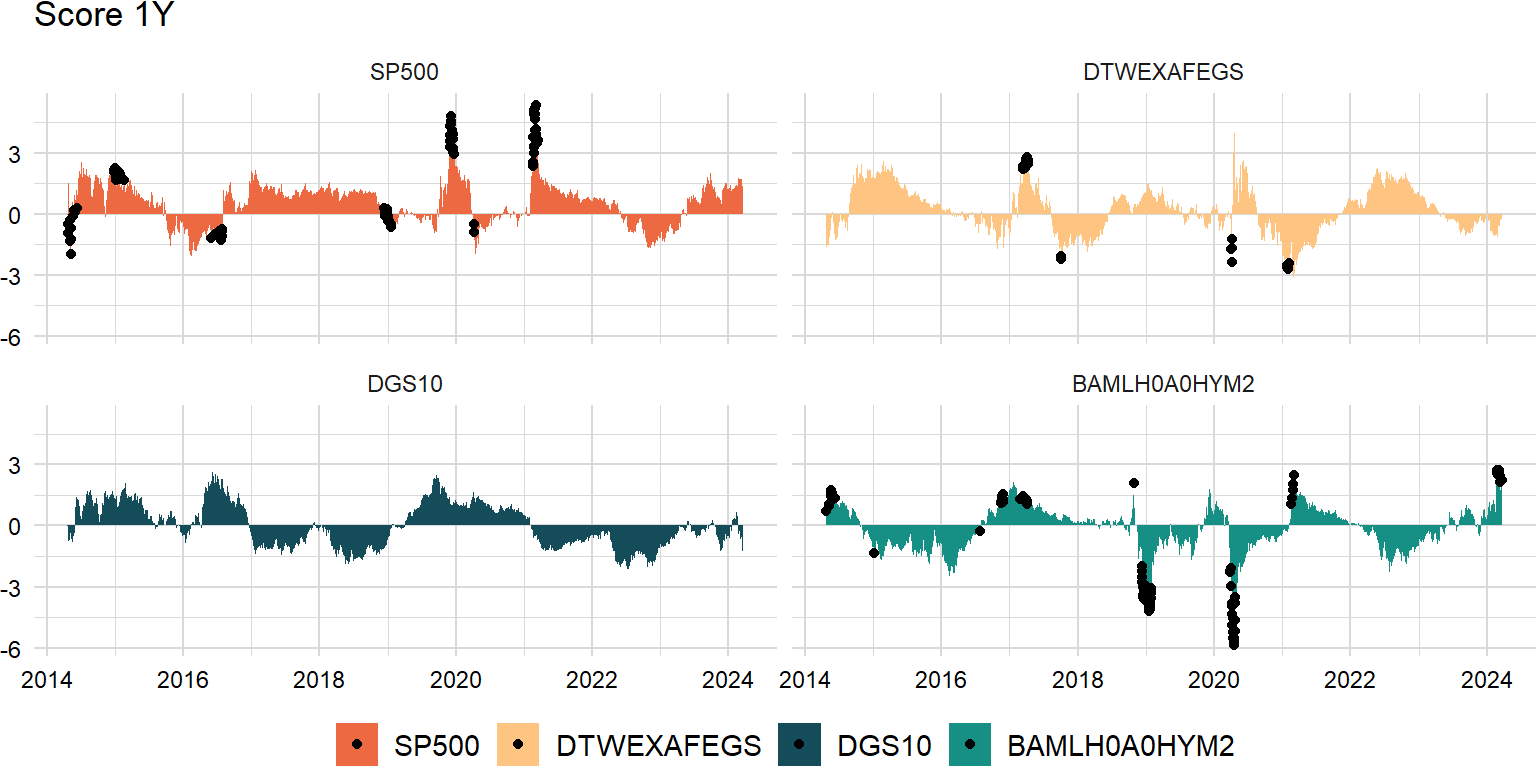 Score 1Y
SP500
DTWEXAFEGS
3
0
-3
-6
DGS10
BAMLH0A0HYM2
3
0
-3
-6
2014 2016 2018 2020 2022 2024 2014 2016 2018 2020 2022 2024
SP500 DTWEXAFEGS DGS10 BAMLH0A0HYM2